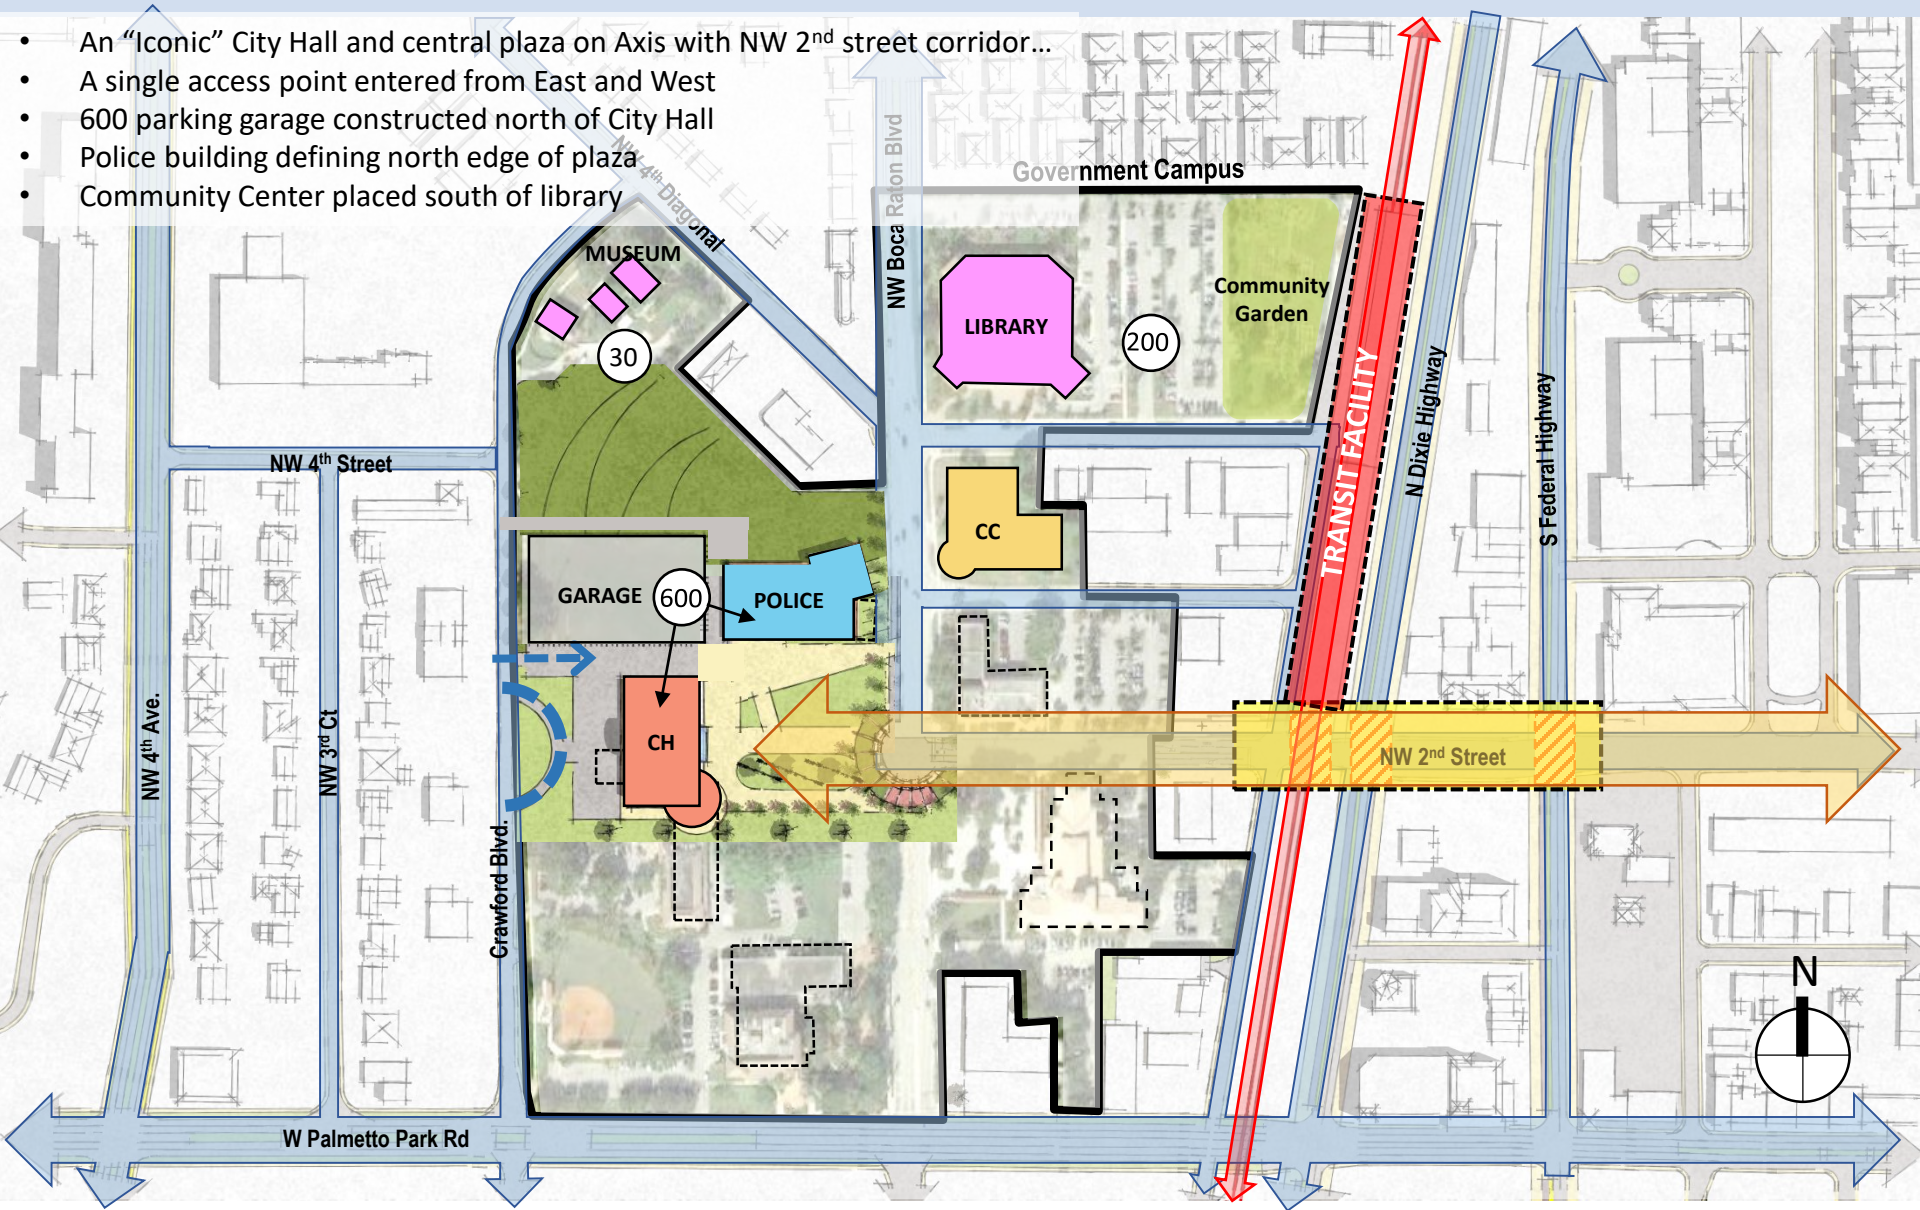 • An “Iconic” City Hall and central plaza on Axis with NW 2nd street corridor…
• A single access point entered from East and West
• 600 parking garage constructed north of City Hall
• Police building defining north edge of plaza
• Community Center placed south of library
NW 4th Diagonal
NW Boca Raton Blvd
Government Campus
MUSEUM
30
LIBRARY
200
Community
Garden
TRANSIT FACILITY
N Dixie Highway
S Federal Highway
NW 4th Street
CC
GARAGE
600
POLICE
NW 4th Ave.
NW 3rd Ct
CH
NW 2nd Street
Crawford Blvd.
N
W Palmetto Park Rd